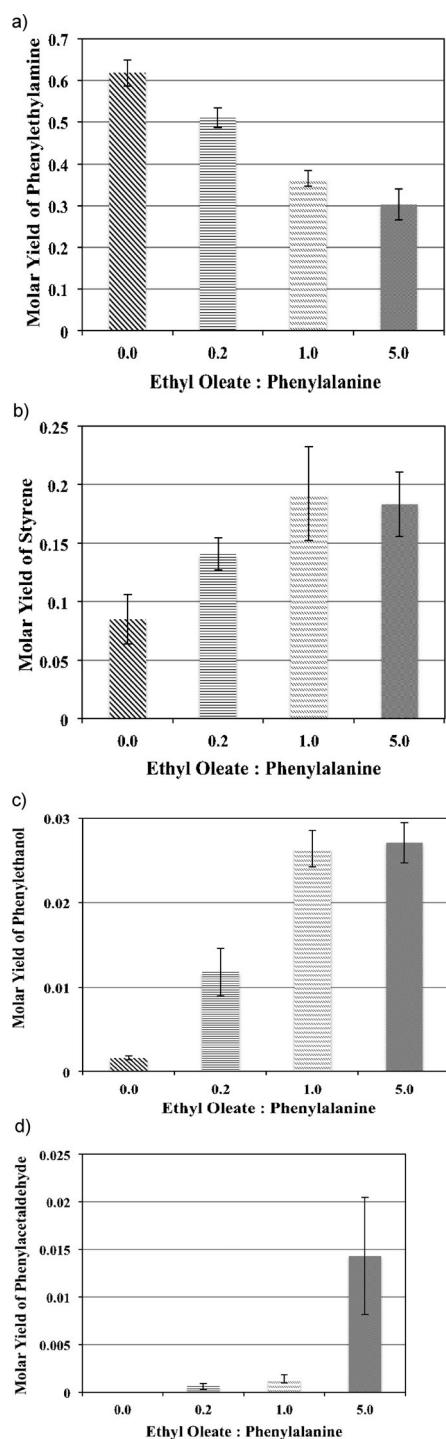 a)
Molar Yield of Phenylethylamine
0.7
0.6
0.5
0.4
0.3
0.2
0.1
0
0.0 0.2 1.0 5.0
Ethyl Oleate : Phenylalanine
b)
Molar Yield of Styrene
0.25
0.2
0.15
0.1
0.05
0
0.0 0.2 1.0 5.0
Ethyl Oleate : Phenylalanine
c)
Molar Yield of Phenylethanol
0.03
0.02
0.01
0
0.0 0.2 1.0 5.0
Ethyl Oleate : Phenylalanine
d)
Molar Yield of Phenylacetaldehyde
0.025
0.02
0.015
0.01
0.005
0
0.0 0.2 1.0 5.0
Ethyl Oleate : Phenylalanine